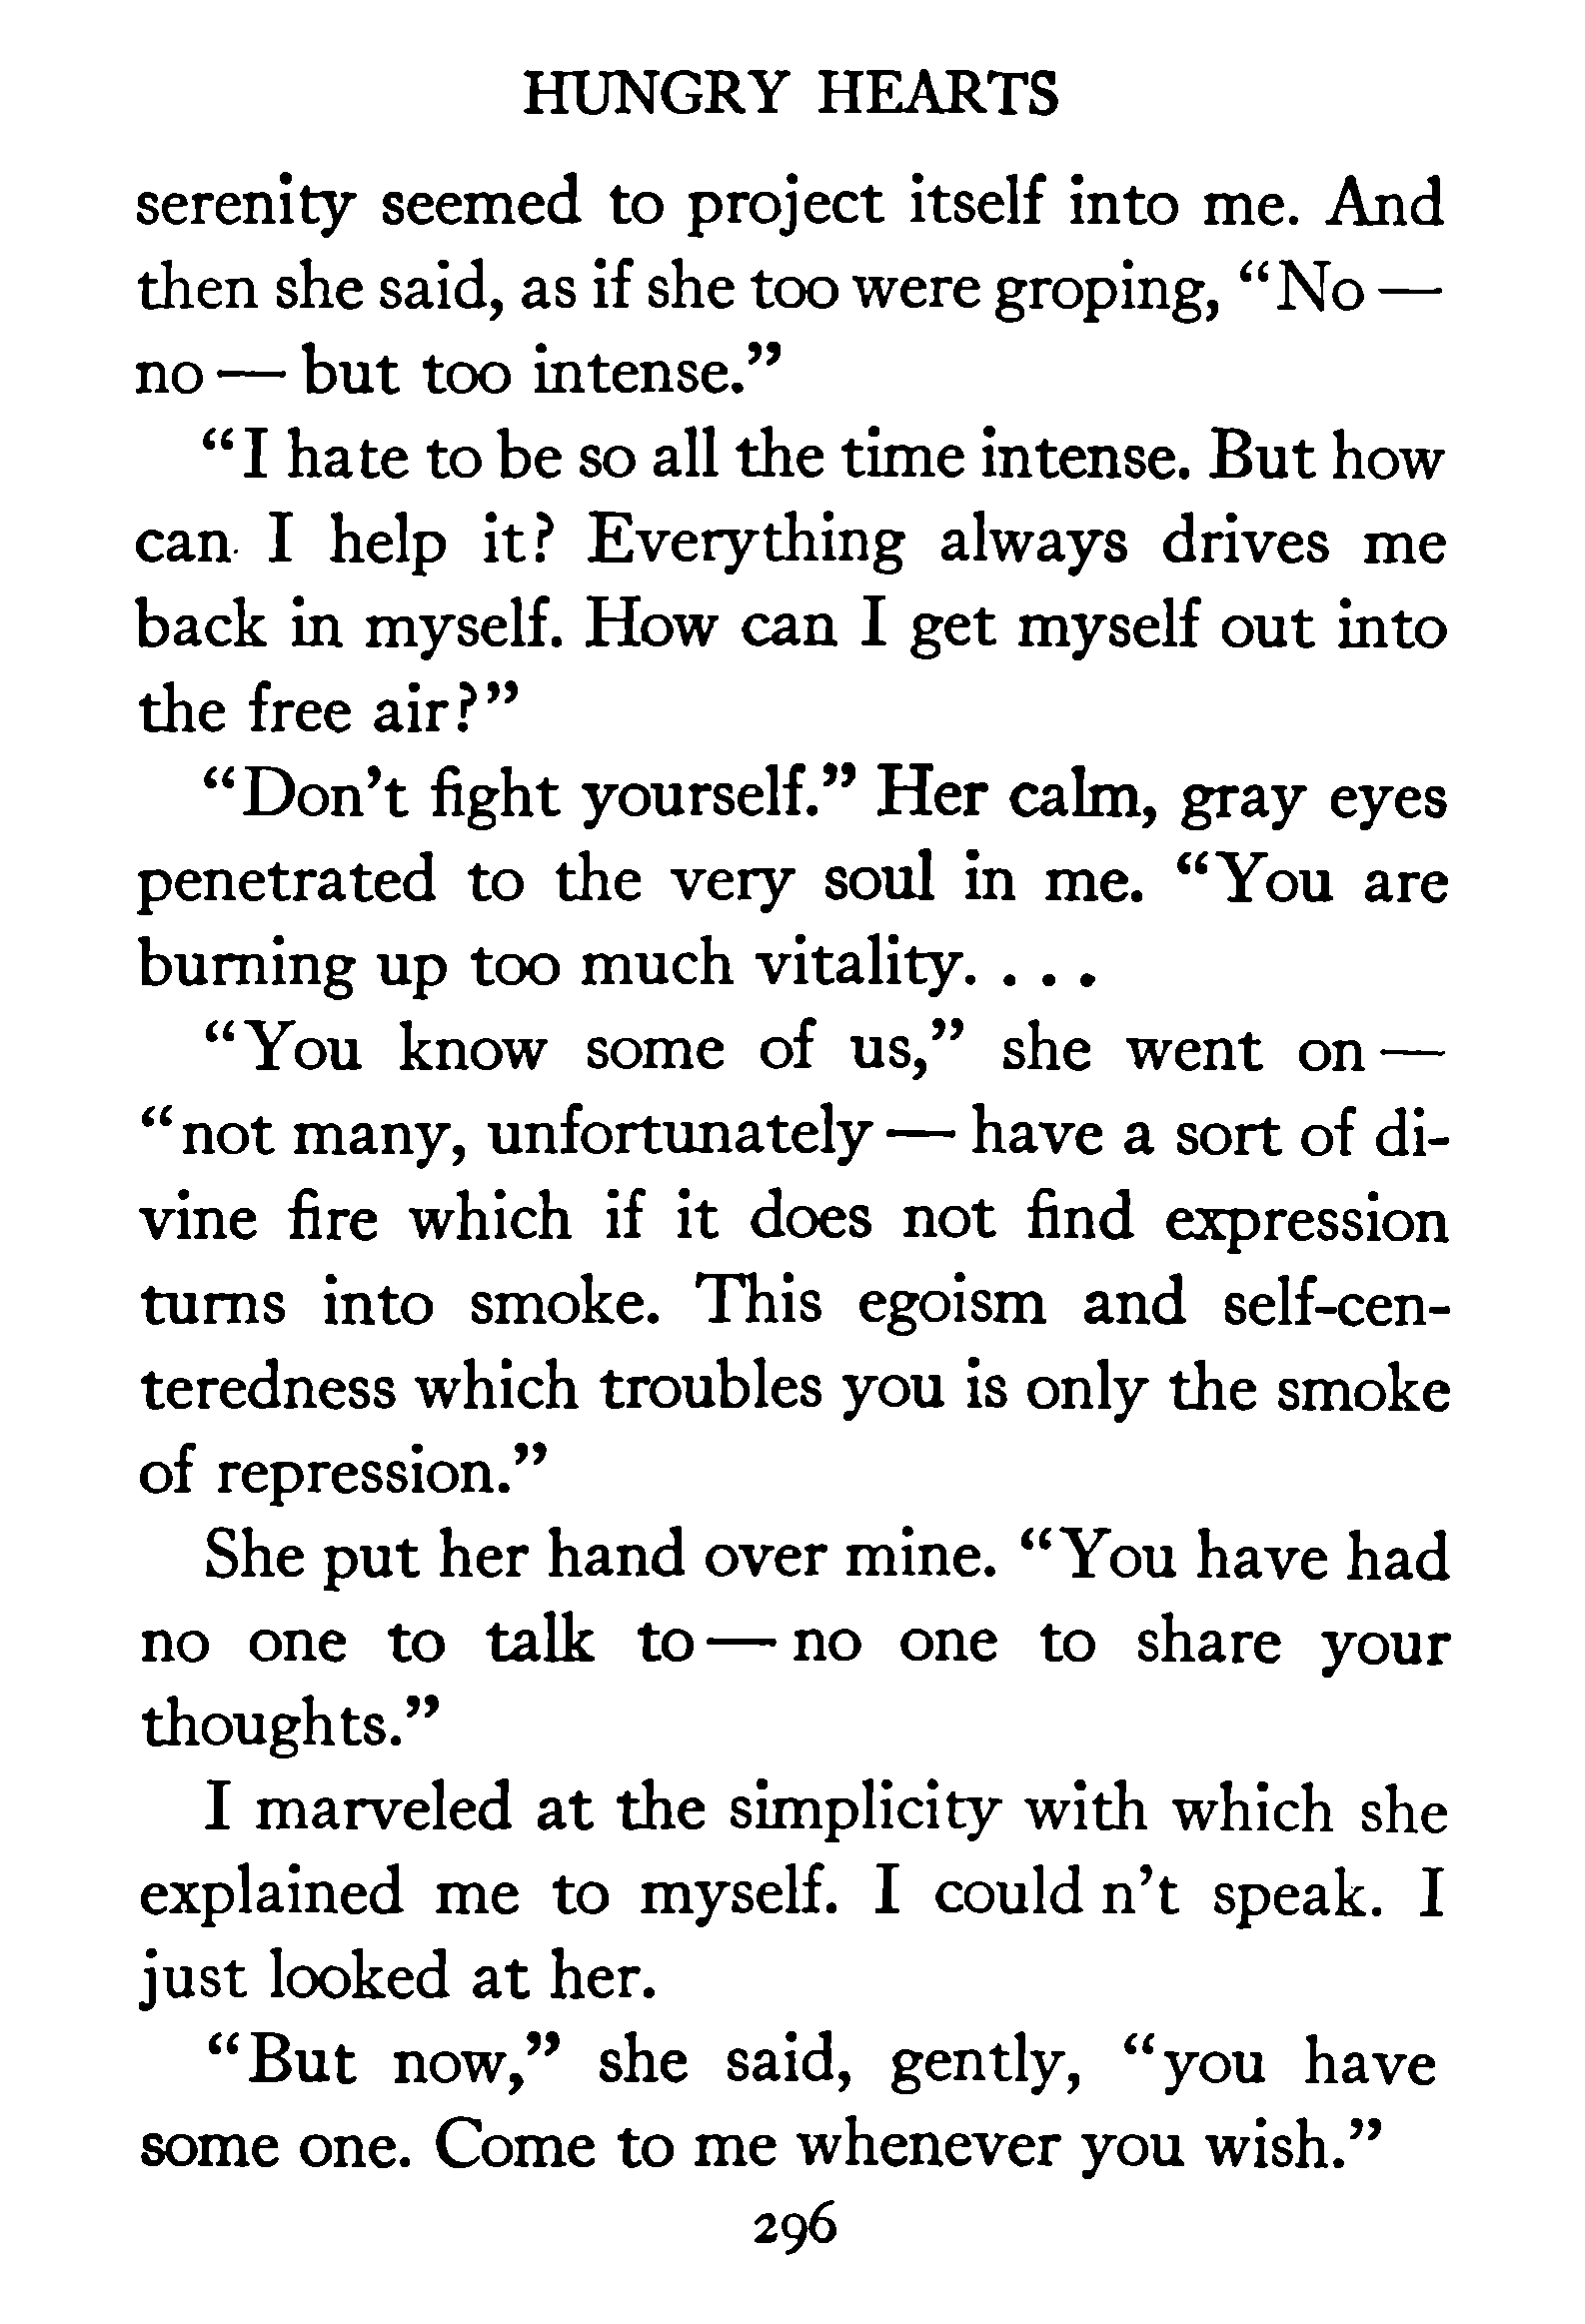 HUNGRY HEARTS
serenity seemed to project itself into me. And
then she said, as if she too were groping, “No—
no— but too intense.”
“I hate to be so all the time intense. But how
can I help it? Everything always drives me
back in myself. How can I get myself out into
the free air?”
“Don’t fight yourself.” Her calm, gray eyes
penetrated to the very soul in me. “You are
burning up too much vitality. . . .
“You know some of us,” she went on—
“not many, unfortunately— have a sort of di-
vine fire which if it does not find expression
turns into smoke. This egoism and self-cen-
teredness which troubles you is only the smoke
of repression.”
She put her hand over mine. “You have had
no one to talk to— no one to share your
thoughts.”
I marveled at the simplicity with which she
explained me to myself. I could n’t speak. I
just looked at her.
“But now,” she said, gently, “you have
some one. Come to me whenever you wish.”
296